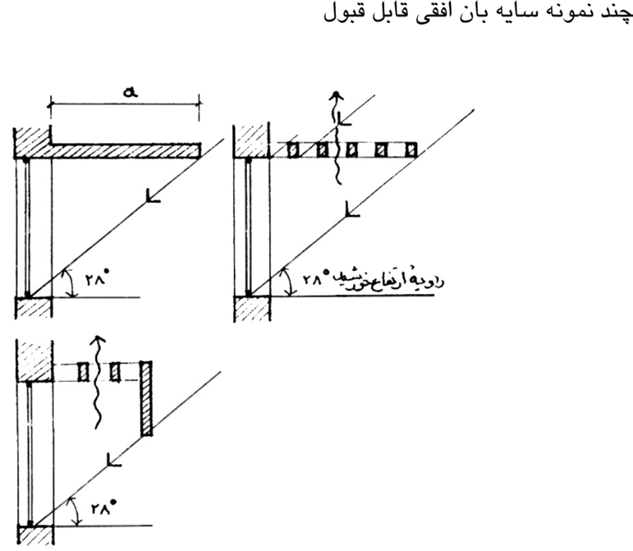 چند نمونه سایه بان افقی قابل قبول
a
۲۸°
۲۸° زاویهٔ ارتفاع خورشید
۲۸°